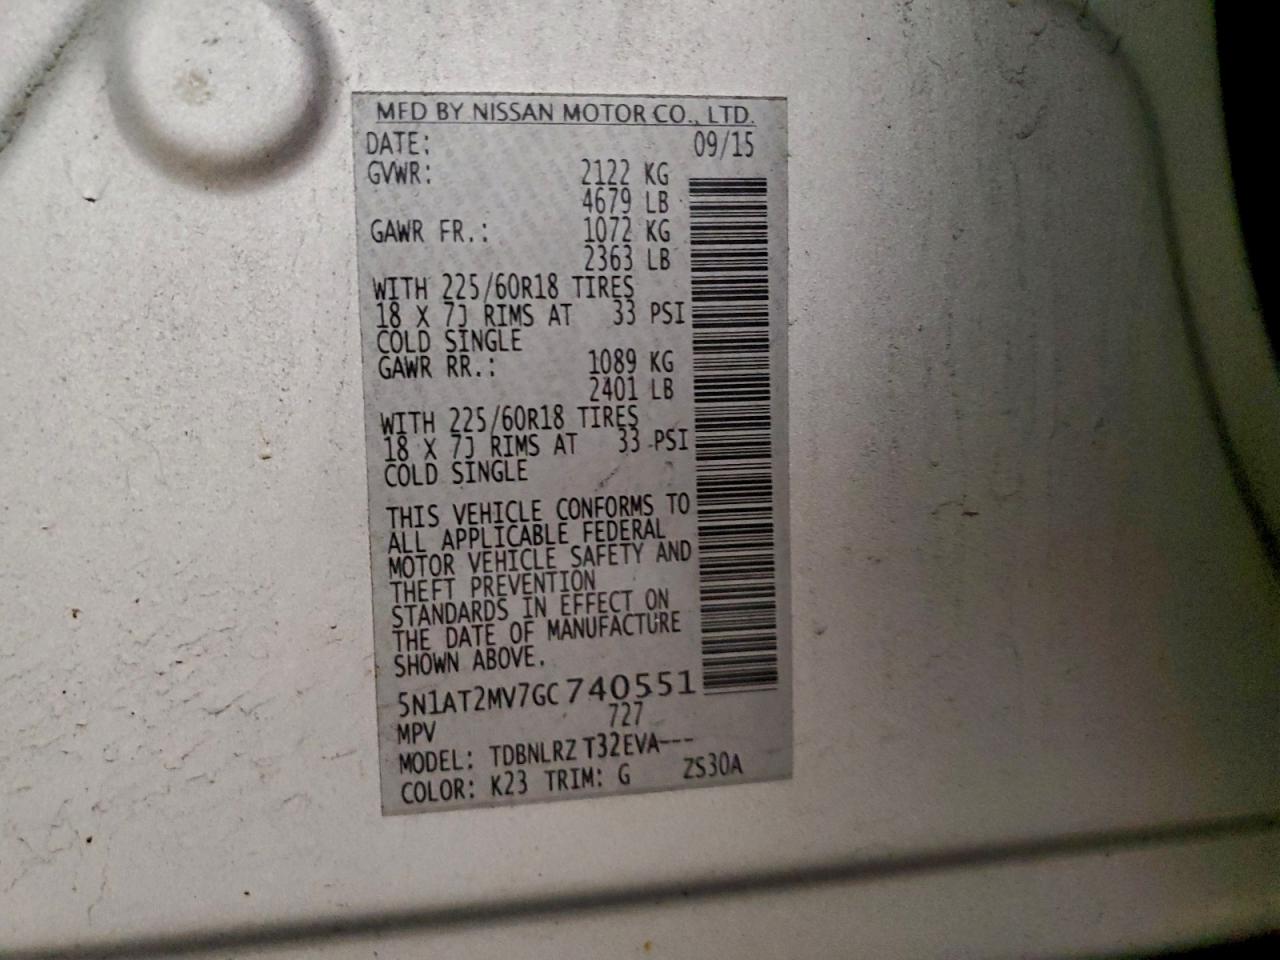 MFD BY NISSAN MOTOR CO., LTD.
DATE: 09/15
GVWR: 2122 KG
4679 LB
GAWR FR.: 1072 KG
2363 LB
WITH 225/60R18 TIRES
18 X 7J RIMS AT 33 PSI
COLD SINGLE
GAWR RR.: 1089 KG
2401 LB
WITH 225/60R18 TIRES
18 X 7J RIMS AT 33 PSI
COLD SINGLE
THIS VEHICLE CONFORMS TO
ALL APPLICABLE FEDERAL
MOTOR VEHICLE SAFETY AND
THEFT PREVENTION
STANDARDS IN EFFECT ON
THE DATE OF MANUFACTURE
SHOWN ABOVE.
5N1AT2MV7GC740551
MPV 727
MODEL: TDBNLRZ T32EVA---
COLOR: K23 TRIM: G ZS30A